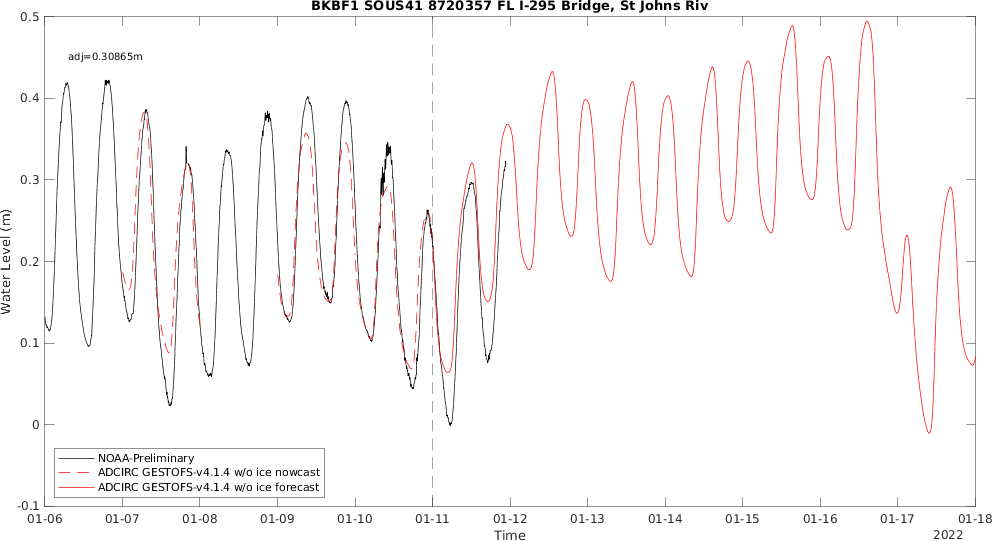 BKBF1 SOUS41 8720357 FL I-295 Bridge, St Johns Riv
adj=0.30865m
0.5
0.4
0.3
0.2
0.1
0
-0.1
Water Level (m)
NOAA-Preliminary
ADCIRC GESTOFS-v4.1.4 w/o ice nowcast
ADCIRC GESTOFS-v4.1.4 w/o ice forecast
01-06 01-07 01-08 01-09 01-10 01-11 01-12 01-13 01-14 01-15 01-16 01-17 01-18
Time
2022